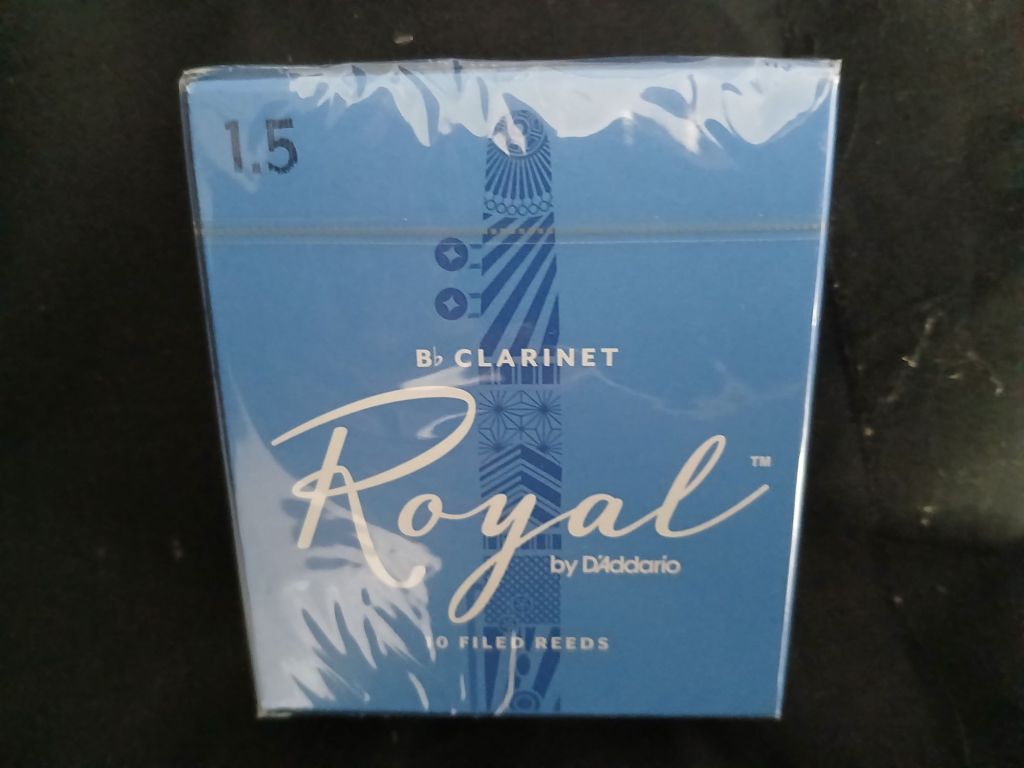 1.5
B♭ CLARINET
Royal™
by D'Addario
10 FILED REEDS